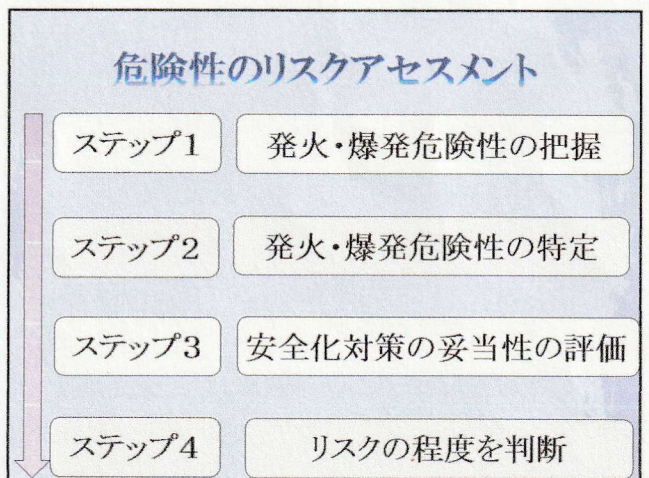 危険性のリスクアセスメント
ステップ1 発火・爆発危険性の把握
ステップ2 発火・爆発危険性の特定
ステップ3 安全化対策の妥当性の評価
ステップ4 リスクの程度を判断